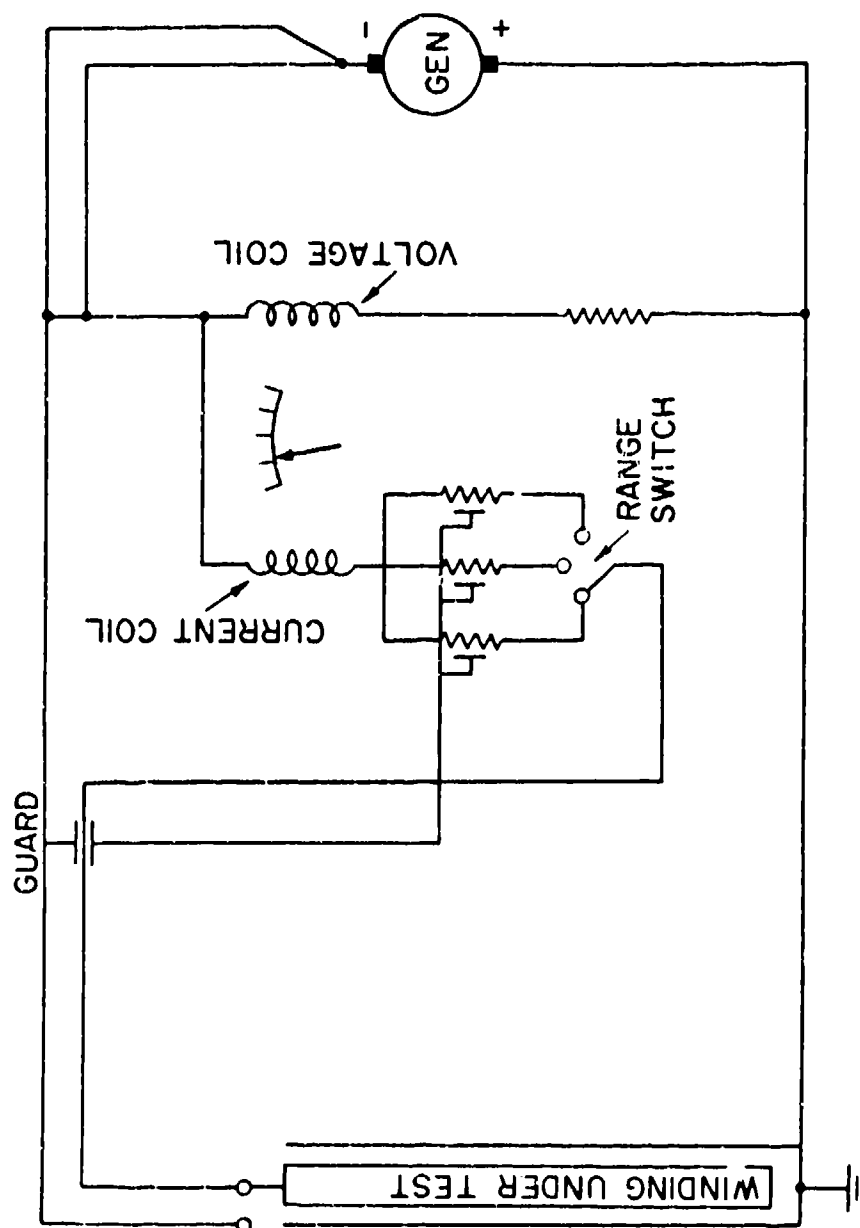 GUARD
−
+
GEN
VOLTAGE COIL
CURRENT COIL
RANGE
SWITCH
WINDING UNDER TEST